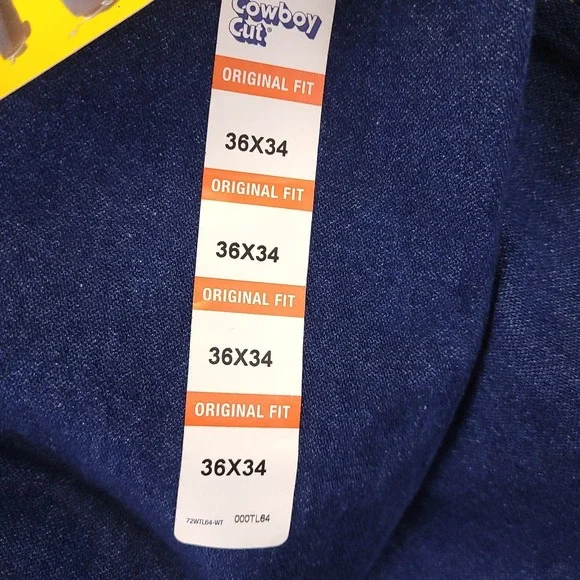 Cowboy
Cut®
ORIGINAL FIT
36X34
ORIGINAL FIT
36X34
ORIGINAL FIT
36X34
ORIGINAL FIT
36X34
72WTL64-WT 000TL64